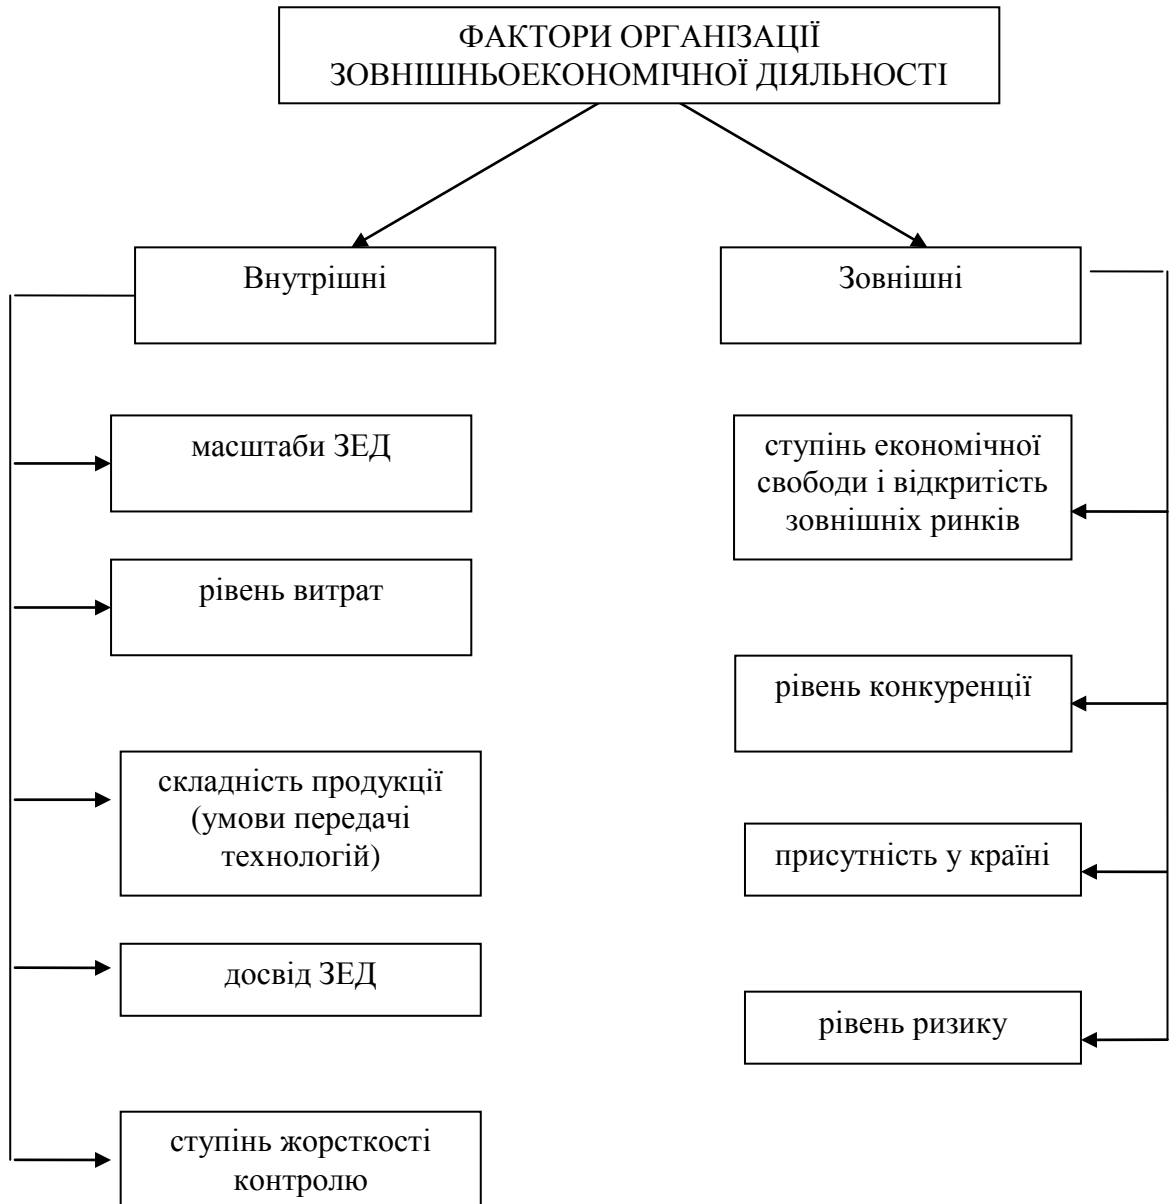 ФАКТОРИ ОРГАНІЗАЦІЇ
ЗОВНІШНЬОЕКОНОМІЧНОЇ ДІЯЛЬНОСТІ
Внутрішні
масштаби ЗЕД
рівень витрат
складність продукції
(умови передачі
технологій)
досвід ЗЕД
ступінь жорсткості
контролю
Зовнішні
ступінь економічної
свободи і відкритість
зовнішніх ринків
рівень конкуренції
присутність у країні
рівень ризику